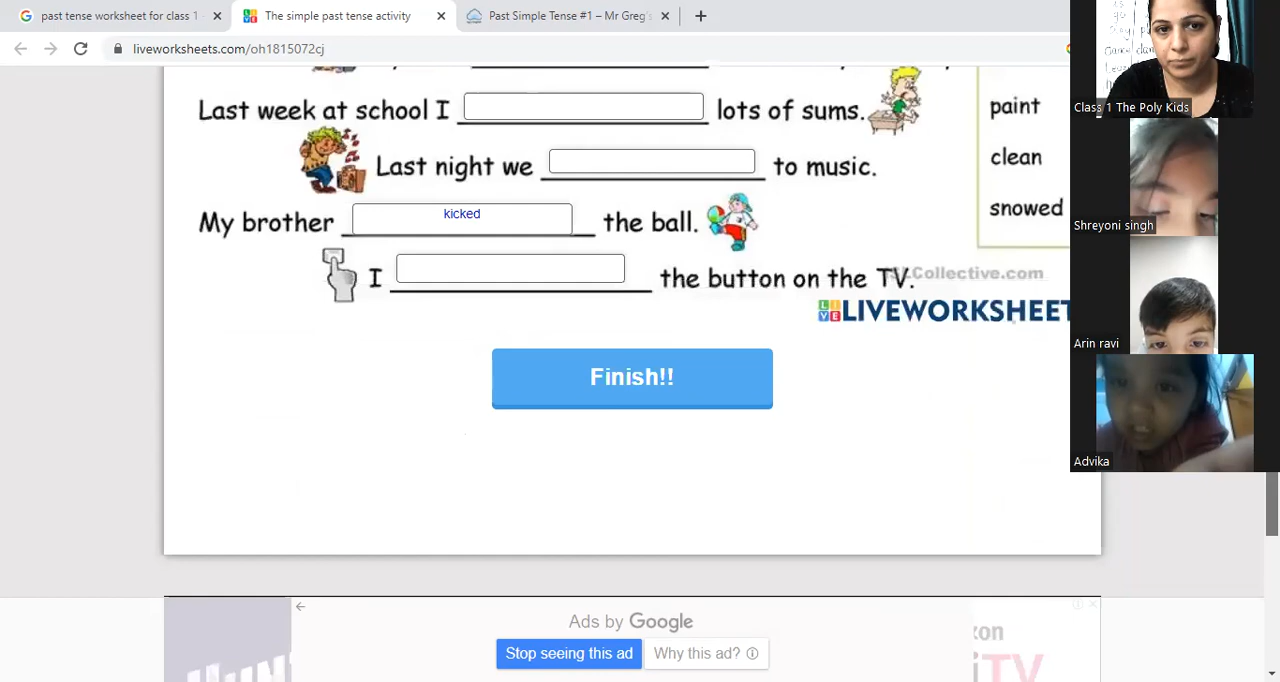 past tense worksheet for class 1
The simple past tense activity
Past Simple Tense #1 – Mr Greg's
liveworksheets.com/oh1815072cj
Last week at school I lots of sums.
Last night we to music.
My brother kicked the ball.
I the button on the TV.
paint
clean
snowed
SLCollective.com
LIVEWORKSHEET
Finish!!
Ads by Google
Stop seeing this ad
Why this ad?
Class 1 The Poly Kids
Shreyoni singh
Arin ravi
Advika